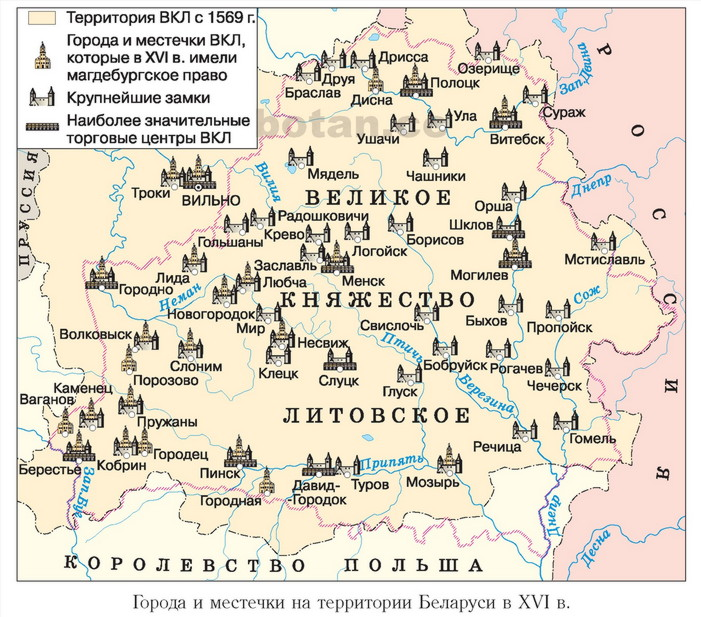 Территория ВКЛ с 1569 г.
Города и местечки ВКЛ,
которые в XVI в. имели
магдебургское право
Крупнейшие замки
Наиболее значительные
торговые центры ВКЛ
botan.cc
Дрисса
Друя
Браслав
Дисна
Полоцк
Озерище
Зап.Двина
Сураж
Ула
Ушачи
Витебск
Р
О
С
С
И
Я
ПРУССИЯ
Мядель
Чашники
Вилия
Троки
ВИЛЬНО
ВЕЛИКОЕ
Днепр
Орша
Радошковичи
Шклов
Гольшаны
Крево
Борисов
Логойск
Мстиславль
Лида
Заславль
Могилев
Городно
Любча
Менск
Неман
КНЯЖЕСТВО
Сож
Новогородок
Быхов
Мир
Свислочь
Пропойск
Волковыск
Несвиж
Птичь
Слоним
Клецк
Бобруйск
Порозово
Слуцк
Рогачев
Каменец
Глуск
Березина
Чечерск
Ваганов
Пружаны
ЛИТОВСКОЕ
Речица
Гомель
Берестье
Кобрин
Городец
Пинск
Припять
Зап.Буг
Городная
Давид-
Городок
Туров
Мозырь
Днепр
Десна
КОРОЛЕВСТВО ПОЛЬША
Города и местечки на территории Беларуси в XVI в.